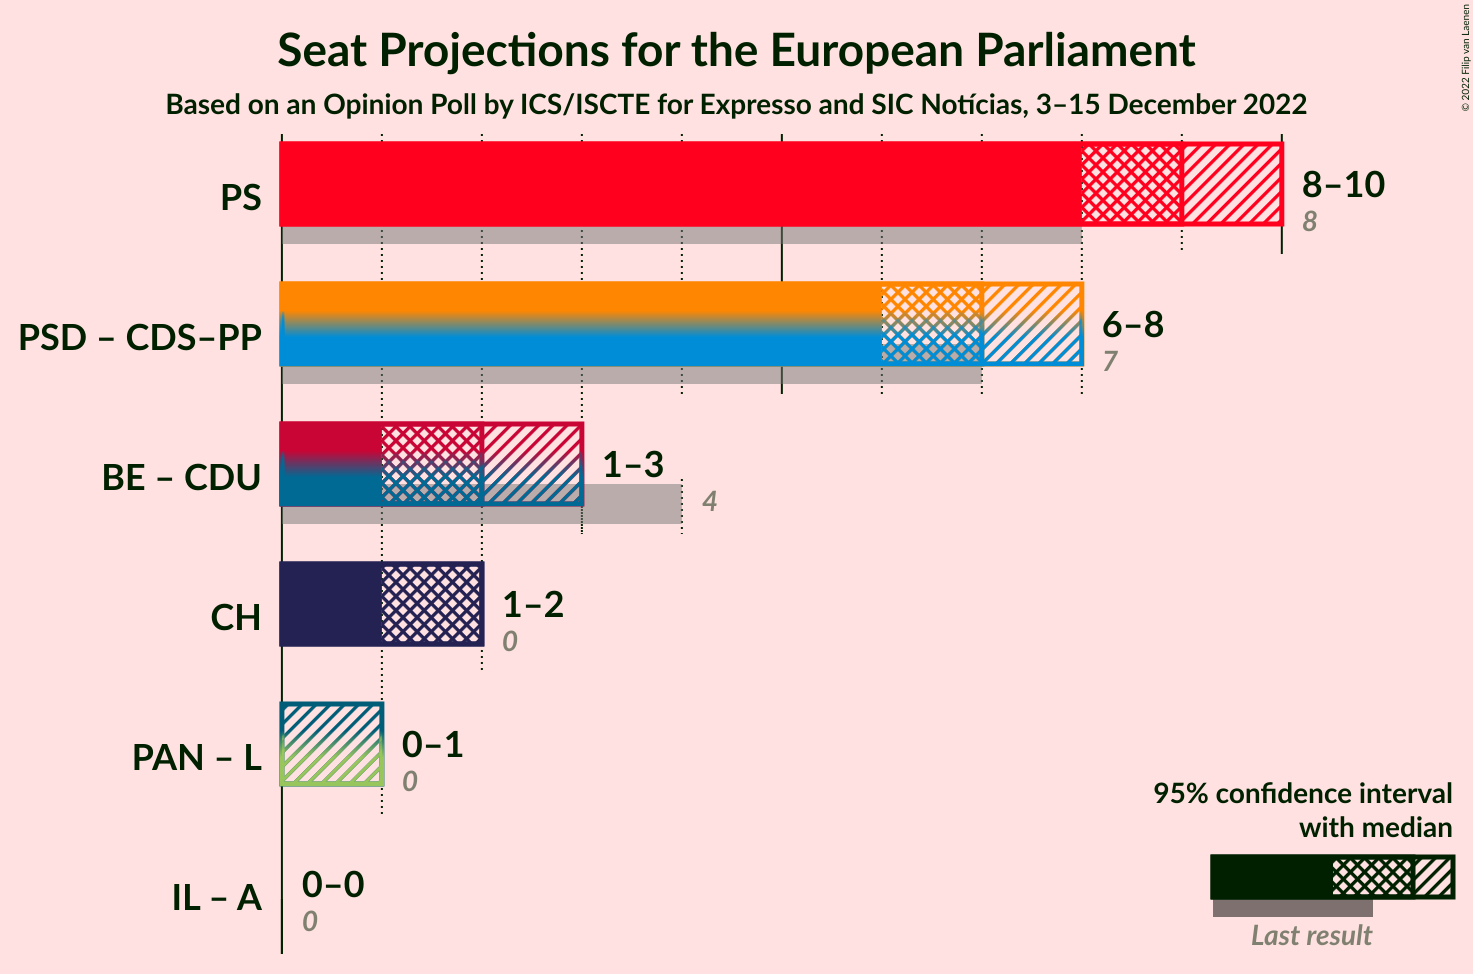 Seat Projections for the European Parliament
Based on an Opinion Poll by ICS/ISCTE for Expresso and SIC Notícias, 3–15 December 2022
© 2022 Filip van Laenen
PS
8–10
8
PSD – CDS–PP
6–8
7
BE – CDU
1–3
4
CH
1–2
0
PAN – L
0–1
0
IL – A
0–0
0
95% confidence interval
with median
Last result